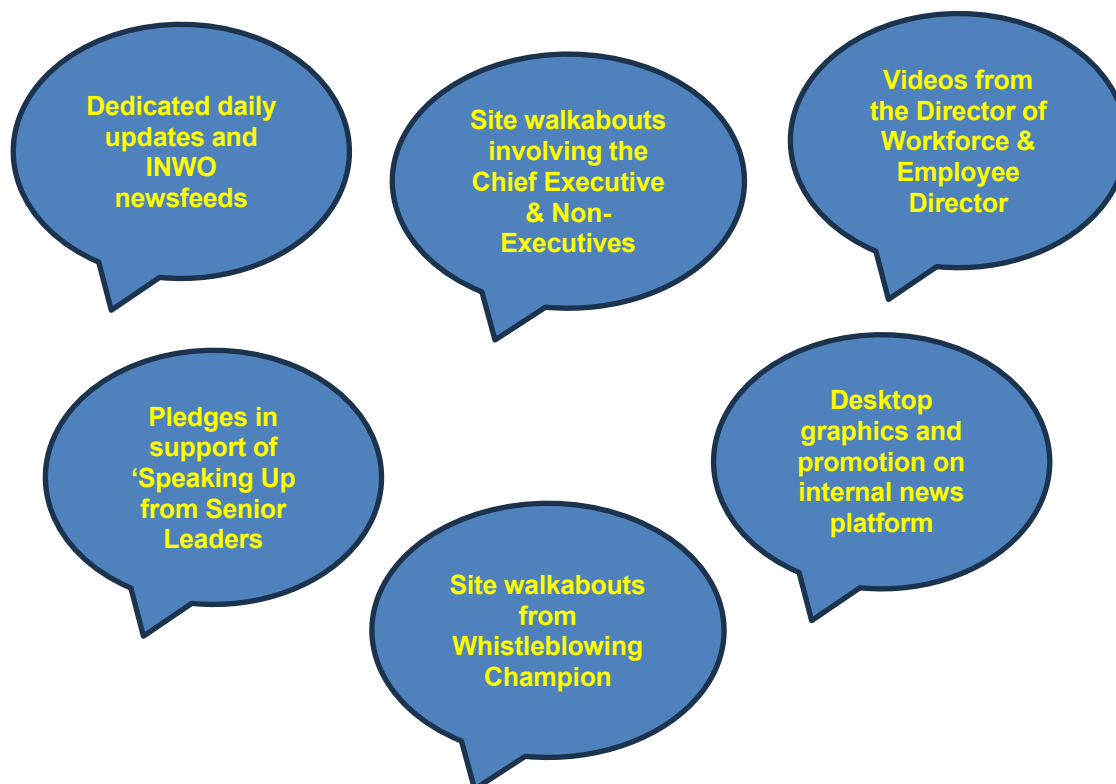 Dedicated daily
updates and
INWO
newsfeeds
Site walkabouts
involving the
Chief Executive
& Non-
Executives
Videos from
the Director of
Workforce &
Employee
Director
Pledges in
support of
‘Speaking Up
from Senior
Leaders
Site walkabouts
from
Whistleblowing
Champion
Desktop
graphics and
promotion on
internal news
platform